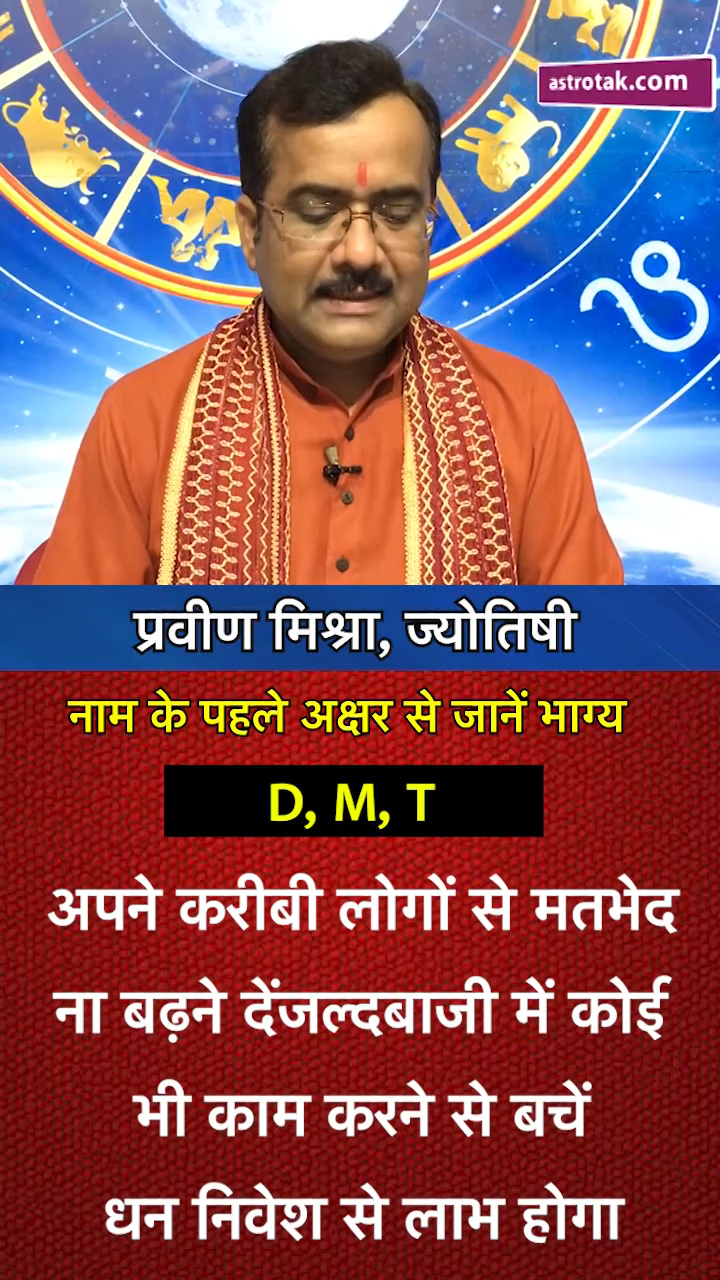 astrotak.com
प्रवीण मिश्रा, ज्योतिषी
नाम के पहले अक्षर से जानें भाग्य
D, M, T
अपने करीबी लोगों से मतभेद
ना बढ़ने देंजल्दबाजी में कोई
भी काम करने से बचें
धन निवेश से लाभ होगा